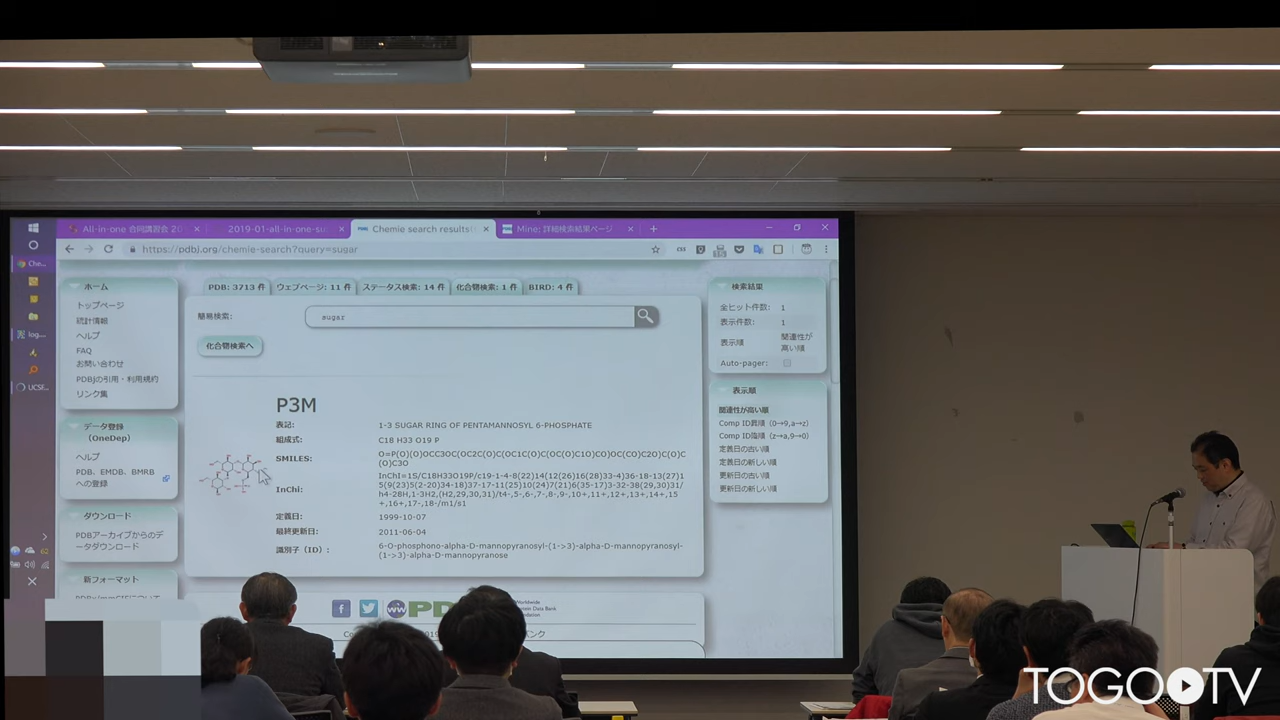 All-in-one 合同講習会 20
2019-01-all-in-one-su
Chemie search results
Mine: 詳細検索結果ページ
https://pdbj.org/chemie-search?query=sugar
Che...
log...
UCSF...
ホーム
トップページ
統計情報
ヘルプ
FAQ
お問い合わせ
PDBjの引用・利用規約
リンク集
データ登録
(OneDep)
ヘルプ
PDB、EMDB、BMRB
への登録
ダウンロード
PDBアーカイブからのデ
ータダウンロード
新フォーマット
PDB: 3713 件
ウェブページ: 11 件
ステータス検索: 14 件
化合物検索: 1 件
BIRD: 4 件
簡易検索:
sugar
化合物検索へ
P3M
表記:
1-3 SUGAR RING OF PENTAMANNOSYL 6-PHOSPHATE
組成式:
C18 H33 O19 P
SMILES:
O=P(O)(O)OCC3OC(OC2C(O)C(OC1C(O)C(OC(O)C1O)CO)OC(CO)C2O)C(O)C
(O)C3O
InChi:
InChI=1S/C18H33O19P/c19-1-4-8(22)14(12(26)16(28)33-4)36-18-13(27)1
5(9(23)5(2-20)34-18)37-17-11(25)10(24)7(21)6(35-17)3-32-38(29,30)31/
h4-28H,1-3H2,(H2,29,30,31)/t4-,5-,6-,7-,8-,9-,10+,11+,12+,13+,14+,15
+,16+,17-,18-/m1/s1
定義日:
1999-10-07
最終更新日:
2011-06-04
識別子（ID）:
6-O-phosphono-alpha-D-mannopyranosyl-(1->3)-alpha-D-mannopyranosyl-
(1->3)-alpha-D-mannopyranose
検索結果
全ヒット件数: 1
表示件数: 1
表示順 関連性が
高い順
Auto-pager:
表示順
関連性が高い順
Comp ID昇順 (0→9,a→z)
Comp ID降順 (z→a,9→0)
定義日の古い順
定義日の新しい順
更新日の古い順
更新日の新しい順
TOGOTV